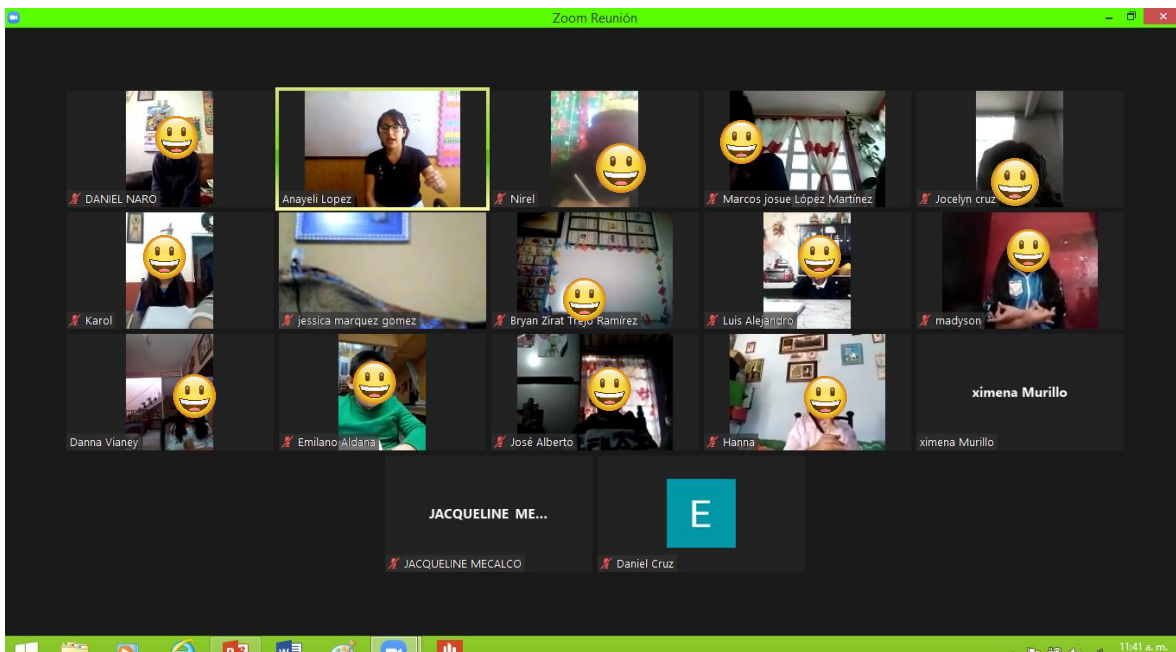 Zoom Reunión
DANIEL NARO
Anayeli Lopez
Nirel
Marcos josue López Martínez
Jocelyn cruz
Karol
jessica marquez gomez
Bryan Zirat Trejo Ramírez
Luis Alejandro
madyson
Danna Vianey
Emilano Aldana
José Alberto
Hanna
ximena Murillo
ximena Murillo
JACQUELINE ME...
JACQUELINE MECALCO
E
Daniel Cruz
11:41 a. m.